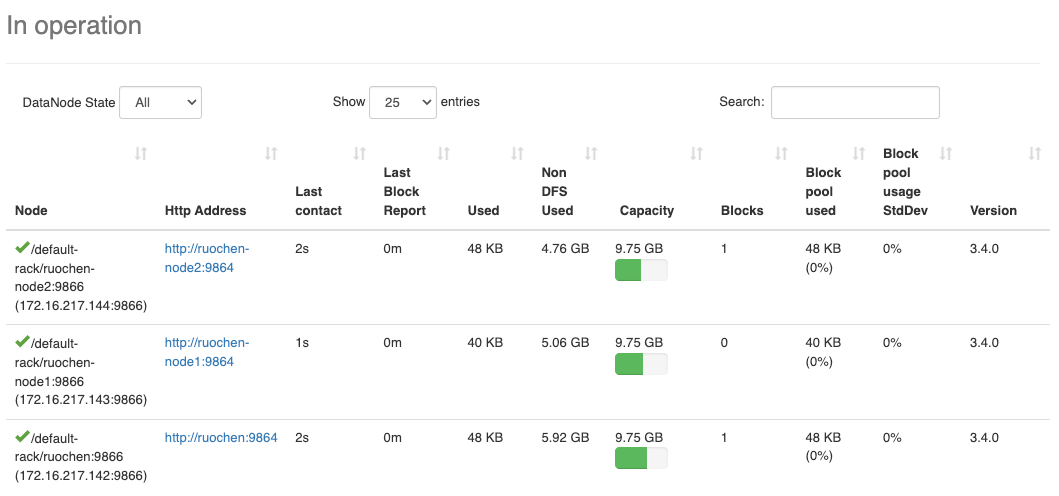 In operation
DataNode State All Show 25 entries Search:
Node Http Address Last contact Last Block Report Used Non DFS Used Capacity Blocks Block pool used Block pool usage StdDev Version
/default- http://ruochen- 2s 0m 48 KB 4.76 GB 9.75 GB 1 48 KB 0% 3.4.0
rack/ruochen- node2:9864 (0%)
node2:9866
(172.16.217.144:9866)
/default- http://ruochen- 1s 0m 40 KB 5.06 GB 9.75 GB 0 40 KB 0% 3.4.0
rack/ruochen- node1:9864 (0%)
node1:9866
(172.16.217.143:9866)
/default- http://ruochen:9864 2s 0m 48 KB 5.92 GB 9.75 GB 1 48 KB 0% 3.4.0
rack/ruochen:9866 (0%)
(172.16.217.142:9866)